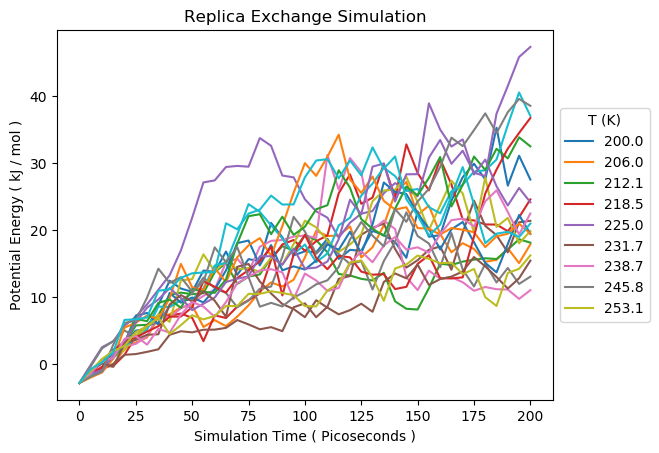 Replica Exchange Simulation
Potential Energy ( kJ / mol )
40
30
20
10
0
0 25 50 75 100 125 150 175 200
Simulation Time ( Picoseconds )
T (K)
200.0
206.0
212.1
218.5
225.0
231.7
238.7
245.8
253.1